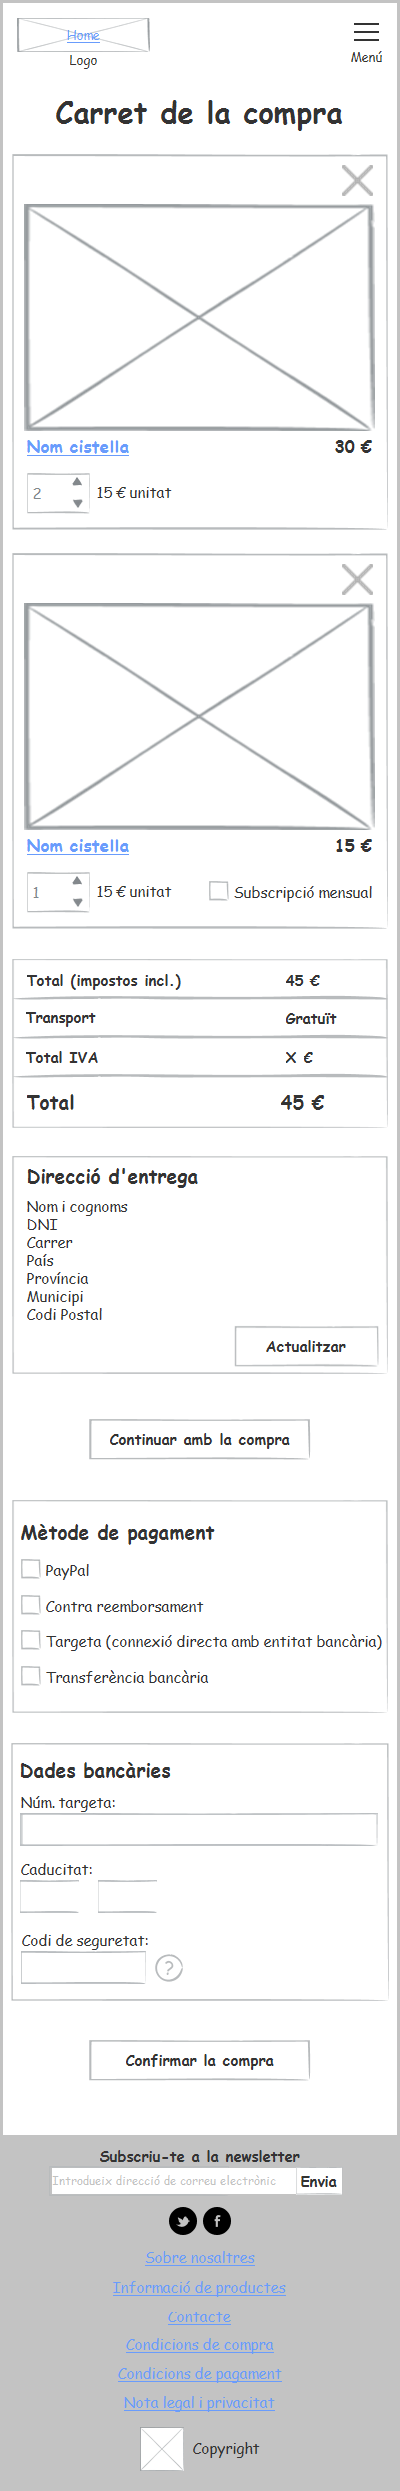 Home
Logo
Menú
Carret de la compra
Nom cistella
30 €
2
15 € unitat
Nom cistella
15 €
1
15 € unitat
Subscripció mensual
Total (impostos incl.)
45 €
Transport
Gratuït
Total IVA
X €
Total
45 €
Direcció d'entrega
Nom i cognoms
DNI
Carrer
País
Província
Municipi
Codi Postal
Actualitzar
Continuar amb la compra
Mètode de pagament
PayPal
Contra reemborsament
Targeta (connexió directa amb entitat bancària)
Transferència bancària
Dades bancàries
Núm. targeta:
Caducitat:
Codi de seguretat:
?
Confirmar la compra
Subscriu-te a la newsletter
Introdueix direcció de correu electrònic
Envia
Sobre nosaltres
Informació de productes
Contacte
Condicions de compra
Condicions de pagament
Nota legal i privacitat
Copyright